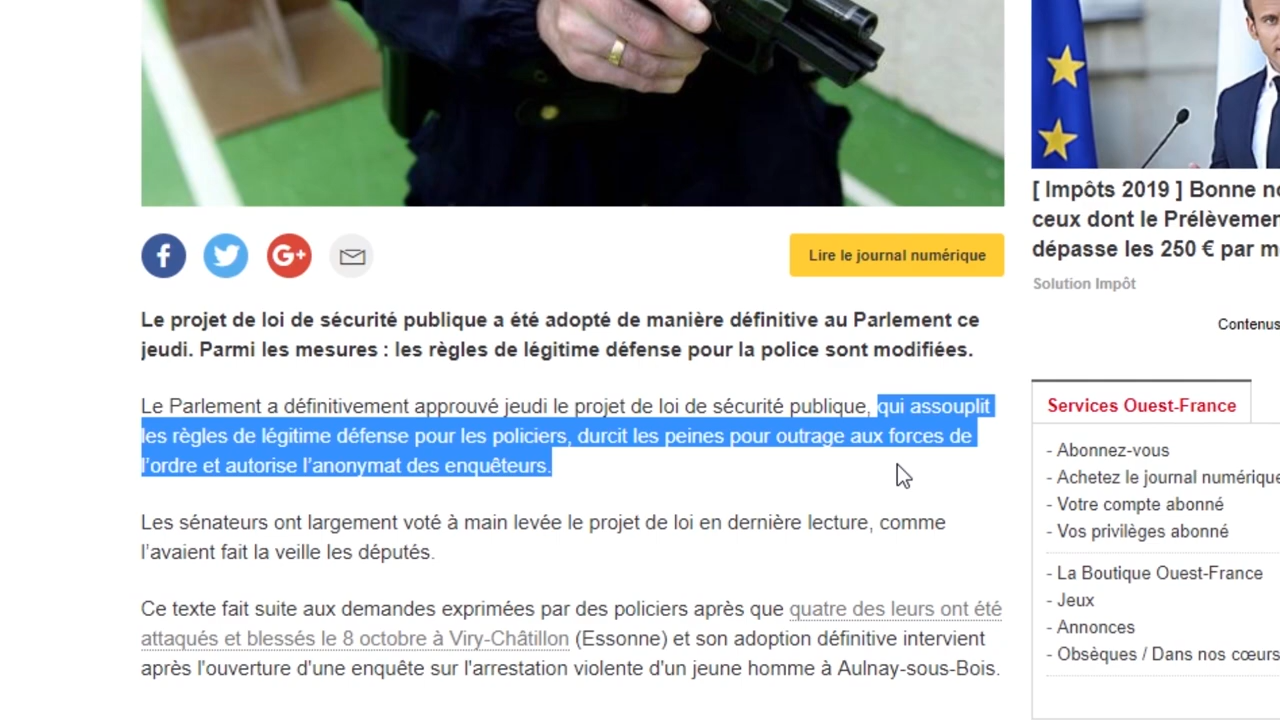 Lire le journal numérique
Le projet de loi de sécurité publique a été adopté de manière définitive au Parlement ce
jeudi. Parmi les mesures : les règles de légitime défense pour la police sont modifiées.
Le Parlement a définitivement approuvé jeudi le projet de loi de sécurité publique, qui assouplit
les règles de légitime défense pour les policiers, durcit les peines pour outrage aux forces de
l'ordre et autorise l'anonymat des enquêteurs.
Les sénateurs ont largement voté à main levée le projet de loi en dernière lecture, comme
l'avaient fait la veille les députés.
Ce texte fait suite aux demandes exprimées par des policiers après que quatre des leurs ont été
attaqués et blessés le 8 octobre à Viry-Châtillon (Essonne) et son adoption définitive intervient
après l'ouverture d'une enquête sur l'arrestation violente d'un jeune homme à Aulnay-sous-Bois.
[ Impôts 2019 ] Bonne
ceux dont le
dépasse les 250 € par
Solution Impôt
Contenus
Services Ouest-France
- Abonnez-vous
- Achetez le journal numérique
- Votre compte abonné
- Vos privilèges abonné
- La Boutique Ouest-France
- Jeux
- Annonces
- Obsèques / Dans nos cœurs